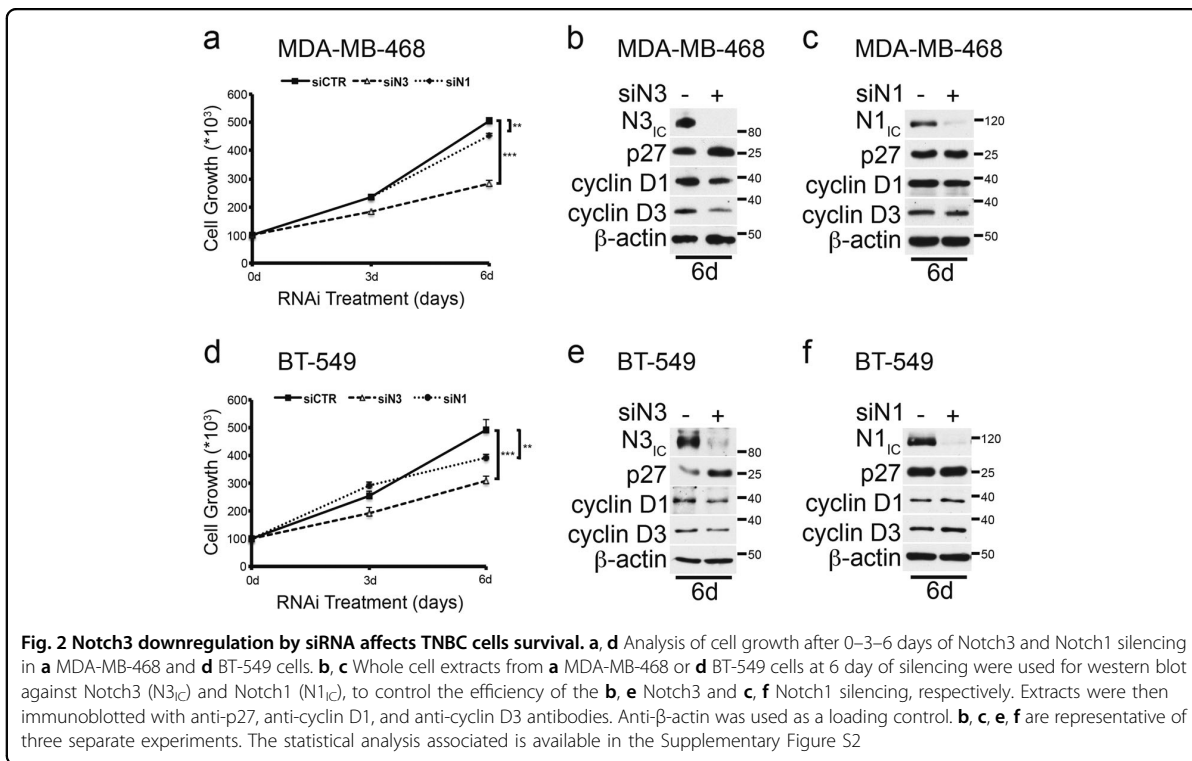 a MDA-MB-468
siCTR siN3 siN1
600
500
400
300
200
100
0
Cell Growth (*10³)
**
***
0d 3d 6d
RNAi Treatment (days)
b MDA-MB-468
siN3 - +
N3IC
80
p27
25
cyclin D1
40
cyclin D3
40
β-actin
50
6d
c MDA-MB-468
siN1 - +
N1IC
120
p27
25
cyclin D1
40
cyclin D3
40
β-actin
50
6d
d BT-549
siCTR siN3 siN1
600
500
400
300
200
100
0
Cell Growth (*10³)
*** **
0d 3d 6d
RNAi Treatment (days)
e BT-549
siN3 - +
N3IC
80
p27
25
cyclin D1
40
cyclin D3
40
β-actin
50
6d
f BT-549
siN1 - +
N1IC
120
p27
25
cyclin D1
40
cyclin D3
40
β-actin
50
6d
Fig. 2 Notch3 downregulation by siRNA affects TNBC cells survival. a, d Analysis of cell growth after 0–3–6 days of Notch3 and Notch1 silencing
in a MDA-MB-468 and d BT-549 cells. b, c Whole cell extracts from a MDA-MB-468 or d BT-549 cells at 6 day of silencing were used for western blot
against Notch3 (N3IC) and Notch1 (N1IC), to control the efficiency of the b, e Notch3 and c, f Notch1 silencing, respectively. Extracts were then
immunoblotted with anti-p27, anti-cyclin D1, and anti-cyclin D3 antibodies. Anti-β-actin was used as a loading control. b, c, e, f are representative of
three separate experiments. The statistical analysis associated is available in the Supplementary Figure S2